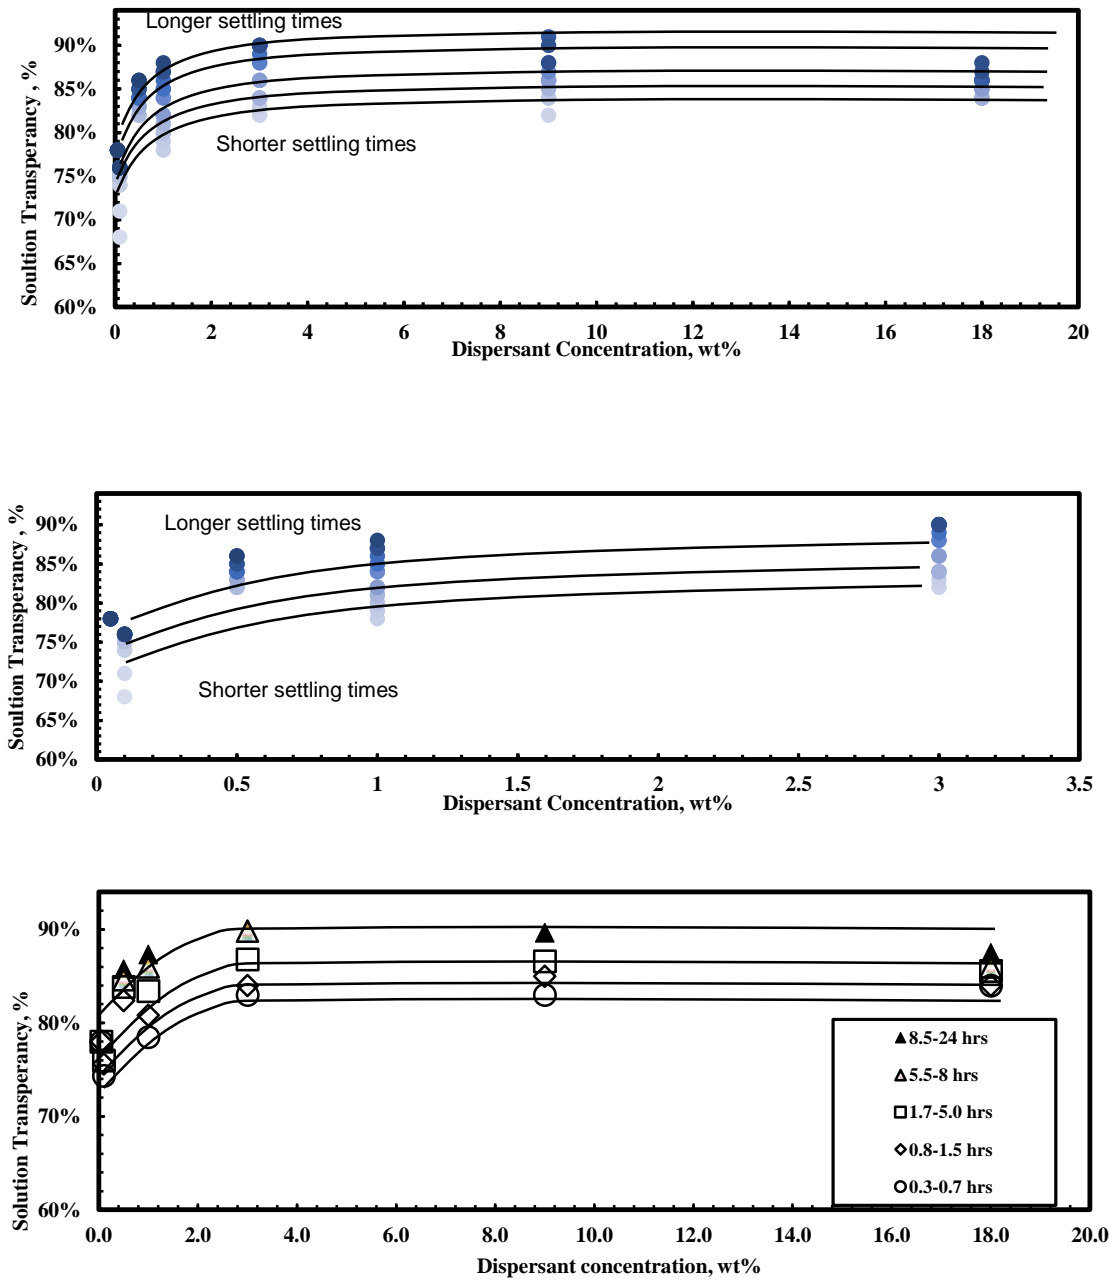 Longer settling times
90%
85%
80%
75%
70%
65%
60%
Soultion Transperancy , %
Shorter settling times
0 2 4 6 8 10 12 14 16 18 20
Dispersant Concentration, wt%
Longer settling times
90%
85%
80%
75%
70%
65%
60%
Soultion Transperancy , %
Shorter settling times
0 0.5 1 1.5 2 2.5 3 3.5
Dispersant Concentration, wt%
90%
80%
70%
60%
Solution Transperancy, %
8.5-24 hrs
5.5-8 hrs
1.7-5.0 hrs
0.8-1.5 hrs
0.3-0.7 hrs
0.0 2.0 4.0 6.0 8.0 10.0 12.0 14.0 16.0 18.0 20.0
Dispersant concentration, wt%